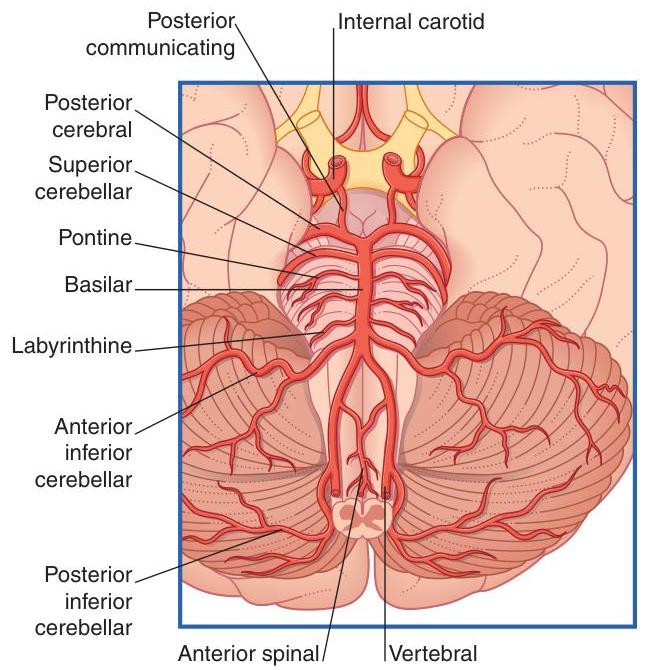 Posterior
communicating
Internal carotid
Posterior
cerebral
Superior
cerebellar
Pontine
Basilar
Labyrinthine
Anterior
inferior
cerebellar
Posterior
inferior
cerebellar
Anterior spinal
Vertebral